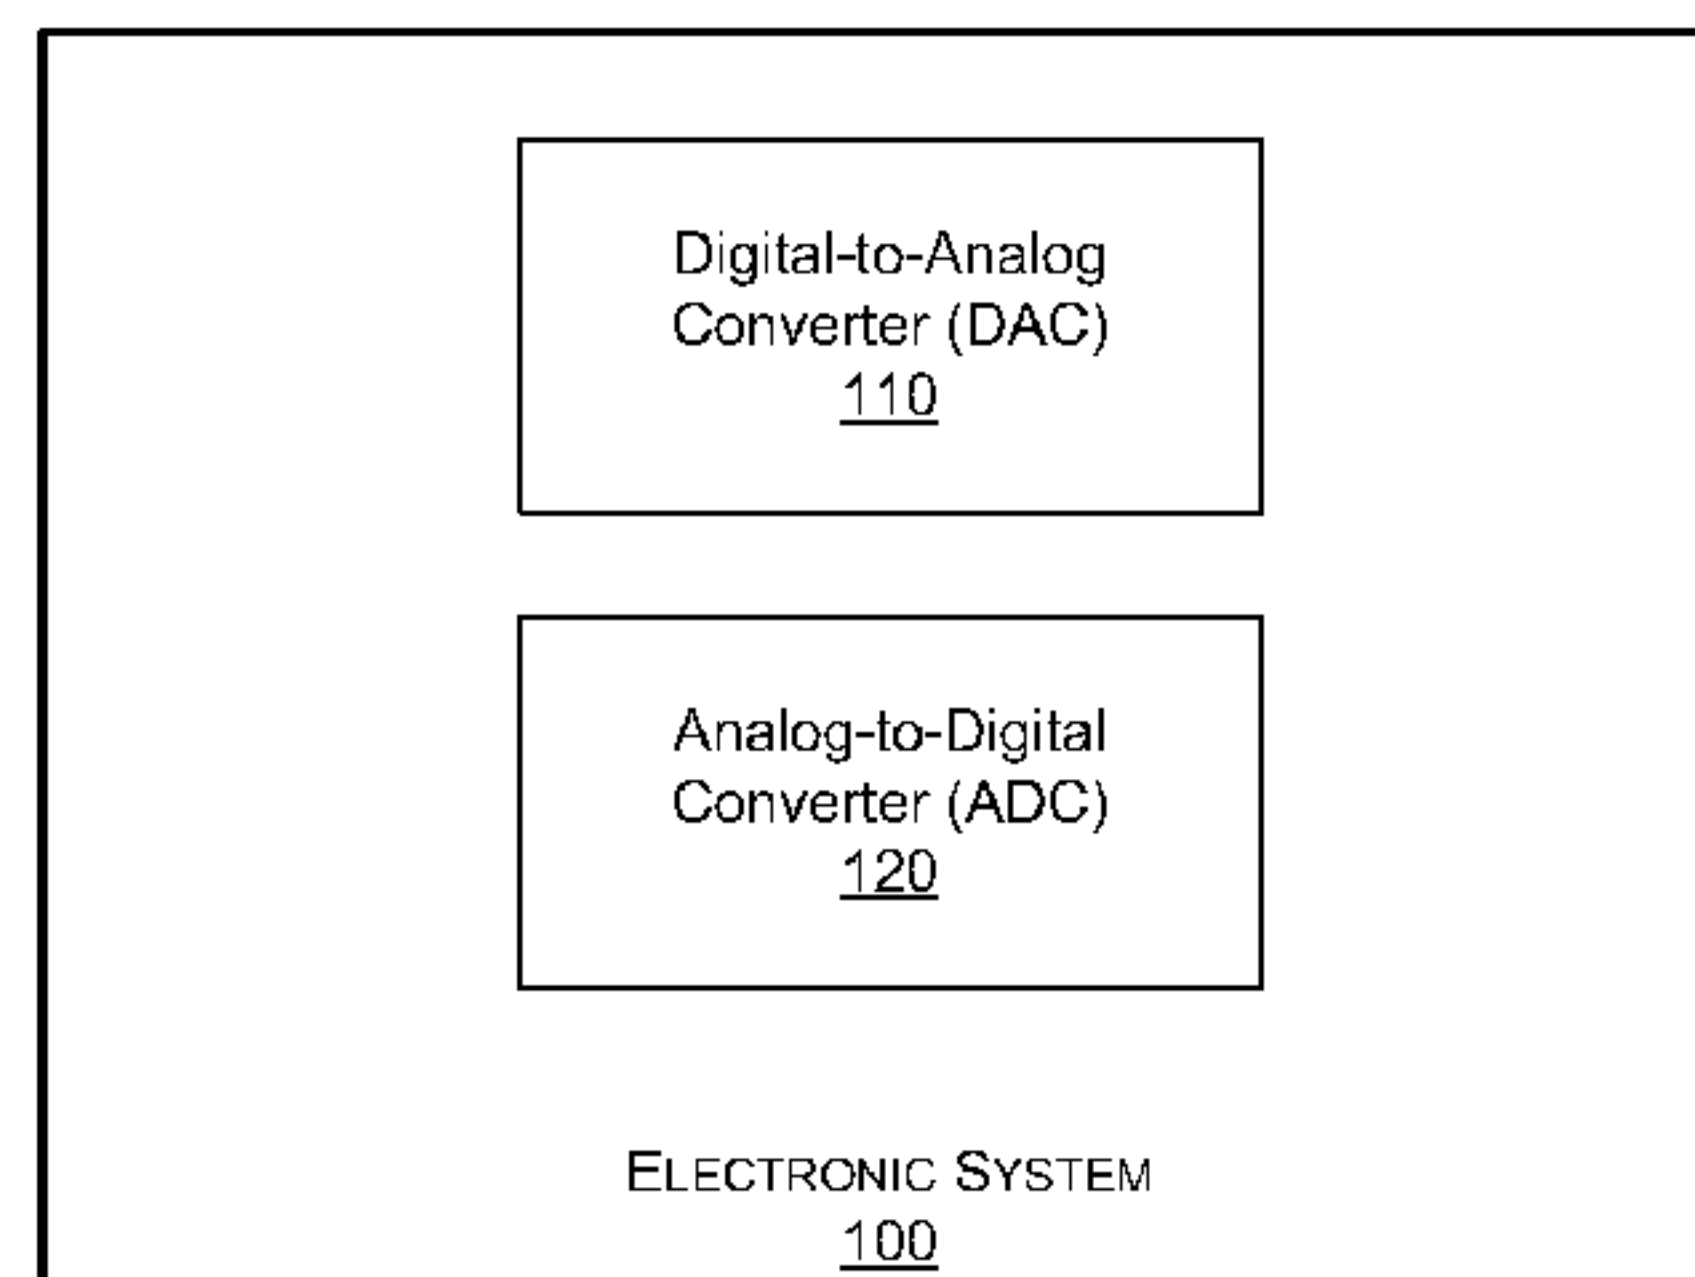 Digital-to-Analog
Converter (DAC)
110
Analog-to-Digital
Converter (ADC)
120
ELECTRONIC SYSTEM
100